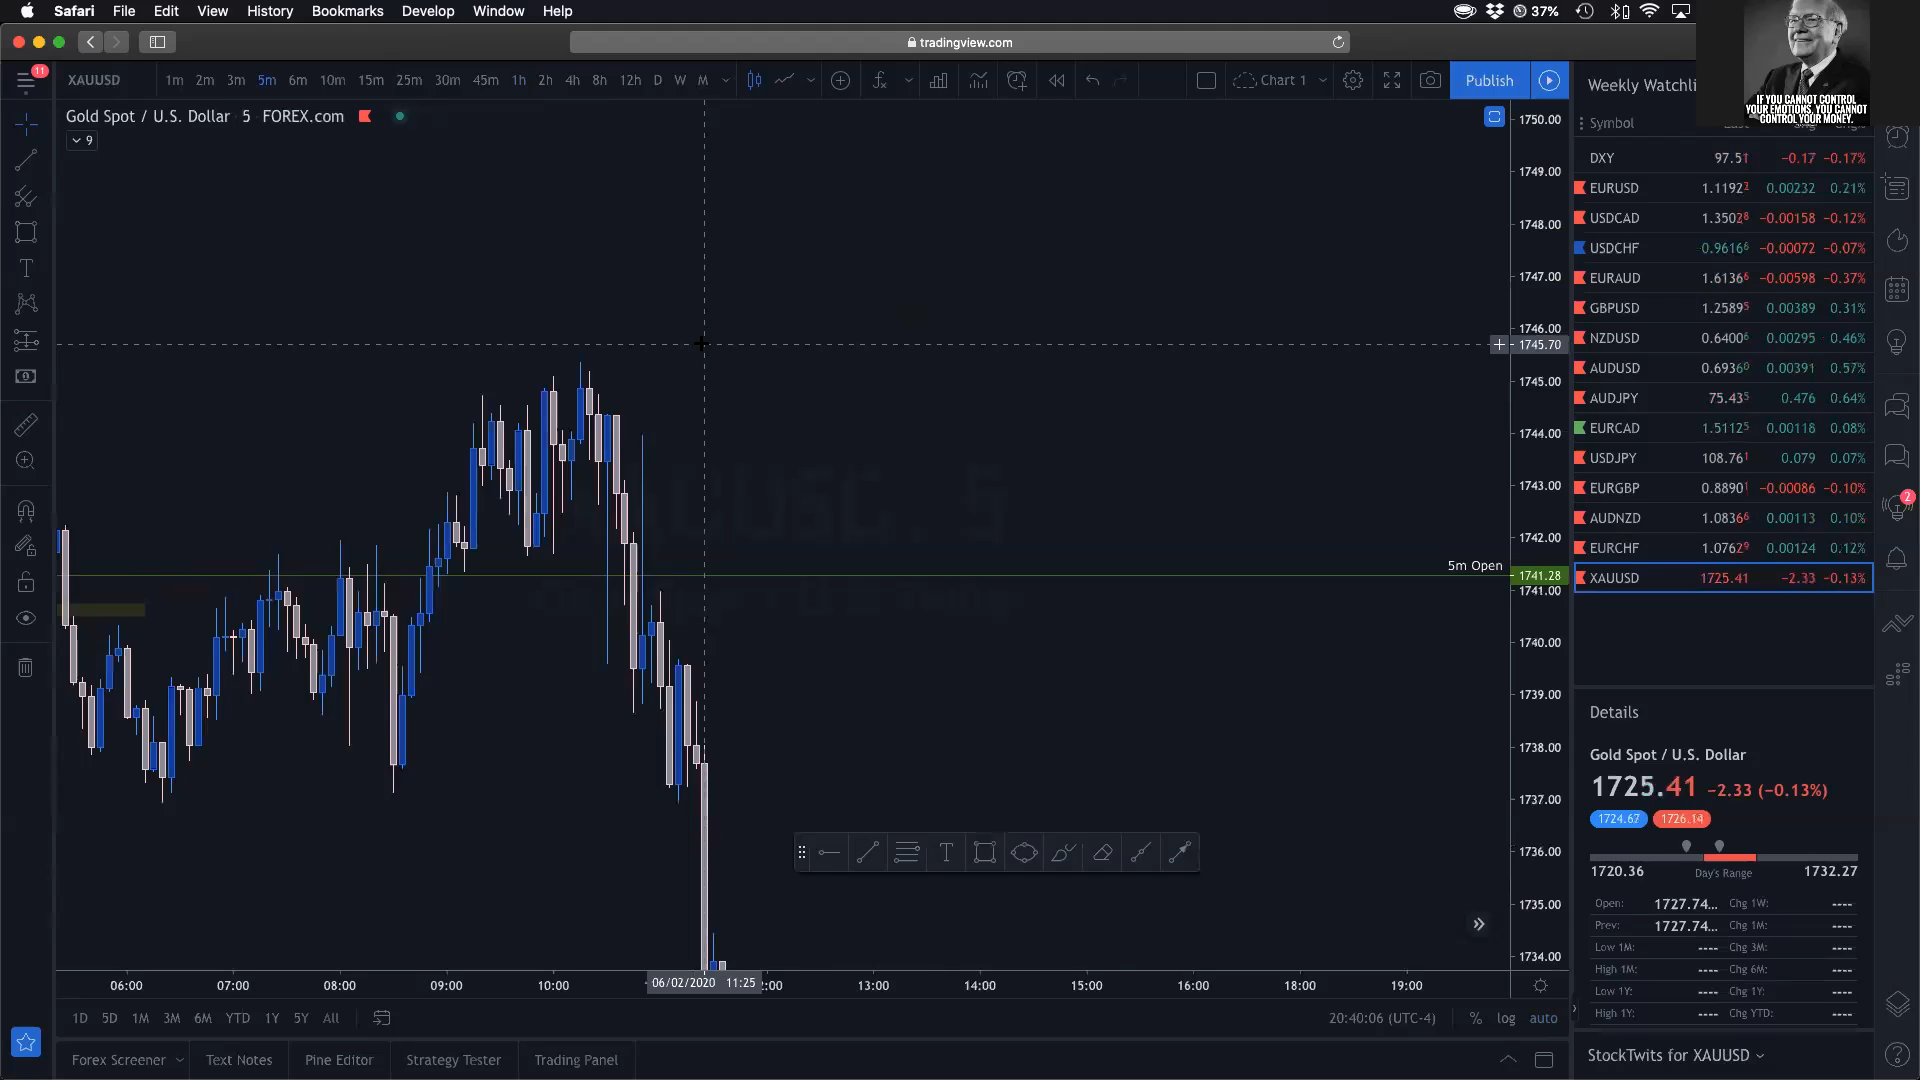 Safari File Edit View History Bookmarks Develop Window Help
37%
tradingview.com
IF YOU CANNOT CONTROL
YOUR EMOTIONS, YOU CANNOT
CONTROL YOUR MONEY.
11
XAUUSD 1m 2m 3m 5m 6m 10m 15m 25m 30m 45m 1h 2h 4h 8h 12h D W M
Chart 1
Publish
Weekly Watchli
Gold Spot / U.S. Dollar · 5 · FOREX.com
9
Symbol Last Chg Chg%
DXY 97.51 −0.17 −0.17%
EURUSD 1.11927 0.00232 0.21%
USDCAD 1.35028 −0.00158 −0.12%
USDCHF 0.96166 −0.00072 −0.07%
EURAUD 1.61366 −0.00598 −0.37%
GBPUSD 1.25895 0.00389 0.31%
NZDUSD 0.64006 0.00295 0.46%
AUDUSD 0.69360 0.00391 0.57%
AUDJPY 75.435 0.476 0.64%
EURCAD 1.51125 0.00118 0.08%
USDJPY 108.761 0.079 0.07%
EURGBP 0.88901 −0.00086 −0.10%
AUDNZD 1.08366 0.00113 0.10%
EURCHF 1.07629 0.00124 0.12%
XAUUSD 1725.41 −2.33 −0.13%
2
1750.00
1749.00
1748.00
1747.00
1746.00
1745.70
1745.00
1744.00
1743.00
1742.00
5m Open 1741.28
1741.00
1740.00
1739.00
1738.00
1737.00
1736.00
1735.00
1734.00
Details
Gold Spot / U.S. Dollar
1725.41 −2.33 (−0.13%)
1724.67 1726.14
1720.36 Day's Range 1732.27
Open: 1727.74... Chg 1W: ----
Prev: 1727.74... Chg 1M: ----
Low 1M: ---- Chg 3M: ----
High 1M: ---- Chg 6M: ----
Low 1Y: ---- Chg 1Y: ----
High 1Y: ---- Chg YTD: ----
06:00 07:00 08:00 09:00 10:00 06/02/2020 11:25 2:00 13:00 14:00 15:00 16:00 18:00 19:00
1D 5D 1M 3M 6M YTD 1Y 5Y All
20:40:06 (UTC-4) % log auto
Forex Screener Text Notes Pine Editor Strategy Tester Trading Panel
StockTwits for XAUUSD